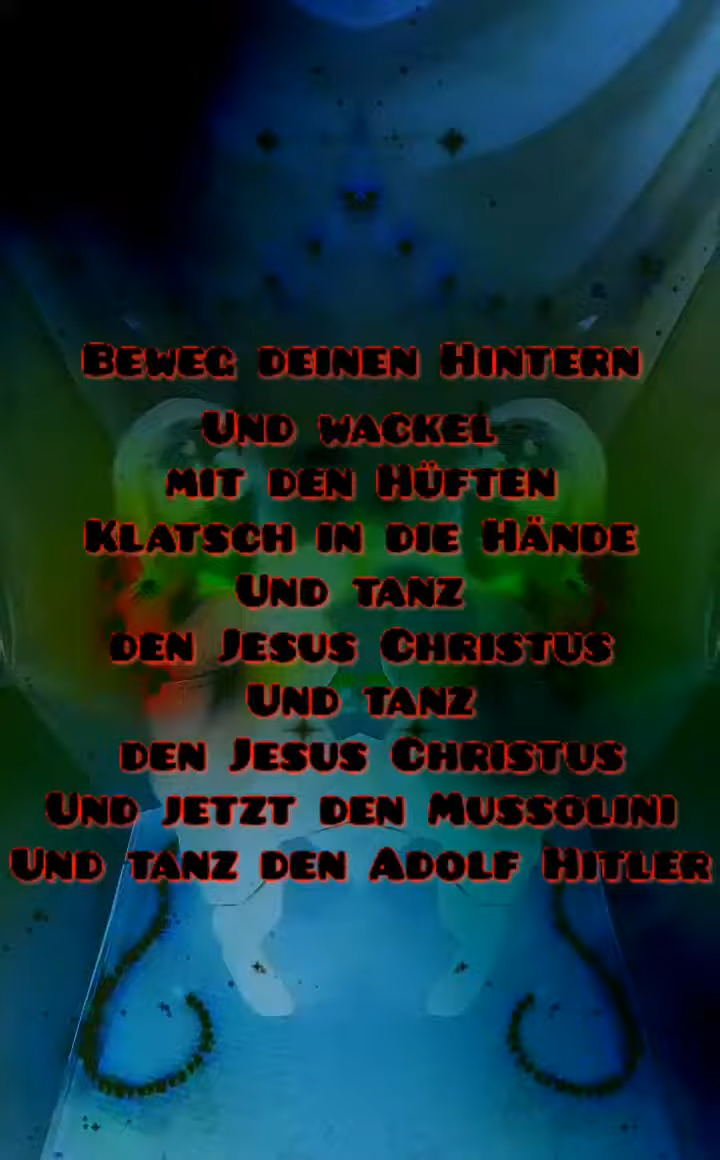 Beweg deinen Hintern
Und wackel
mit den Hüften
Klatsch in die Hände
Und tanz
den Jesus Christus
Und tanz
den Jesus Christus
Und jetzt den Mussolini
Und tanz den Adolf Hitler